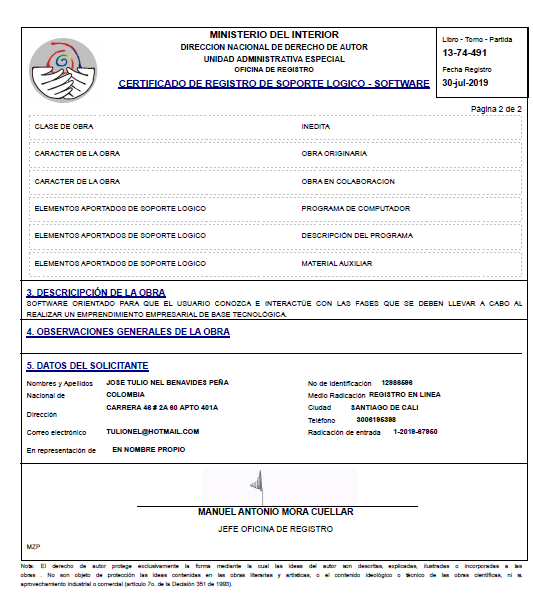 MINISTERIO DEL INTERIOR
DIRECCION NACIONAL DE DERECHO DE AUTOR
UNIDAD ADMINISTRATIVA ESPECIAL
OFICINA DE REGISTRO
CERTIFICADO DE REGISTRO DE SOPORTE LOGICO - SOFTWARE
Libro - Tomo - Partida
13-74-491
Fecha Registro
30-jul-2019
Página 2 de 2
CLASE DE OBRA INEDITA
CARACTER DE LA OBRA OBRA ORIGINARIA
CARACTER DE LA OBRA OBRA EN COLABORACION
ELEMENTOS APORTADOS DE SOPORTE LOGICO PROGRAMA DE COMPUTADOR
ELEMENTOS APORTADOS DE SOPORTE LOGICO DESCRIPCIÓN DEL PROGRAMA
ELEMENTOS APORTADOS DE SOPORTE LOGICO MATERIAL AUXILIAR
3. DESCRICIPCIÓN DE LA OBRA
SOFTWARE ORIENTADO PARA QUE EL USUARIO CONOZCA E INTERACTÚE CON LAS FASES QUE SE DEBEN LLEVAR A CABO AL
REALIZAR UN EMPRENDIMIENTO EMPRESARIAL DE BASE TECNOLÓGICA.
4. OBSERVACIONES GENERALES DE LA OBRA
5. DATOS DEL SOLICITANTE
Nombres y Apellidos JOSE TULIO NEL BENAVIDES PEÑA No de Identificación 12986596
Nacional de COLOMBIA Medio Radicación REGISTRO EN LINEA
Dirección CARRERA 46 # 2A 60 APTO 401A Ciudad SANTIAGO DE CALI
Teléfono 3006195398
Correo electrónico TULIONEL@HOTMAIL.COM Radicación de entrada 1-2019-67950
En representación de EN NOMBRE PROPIO
MANUEL ANTONIO MORA CUELLAR
JEFE OFICINA DE REGISTRO
MZP
Nota: El derecho de autor protege exclusivamente la forma mediante la cual las ideas del autor son descritas, explicadas, ilustradas o incorporadas a las
obras . No son objeto de protección las ideas contenidas en las obras literarias y artísticas, o el contenido ideológico o técnico de las obras científicas, ni su
aprovechamiento industrial o comercial (artículo 7o. de la Decisión 351 de 1993).